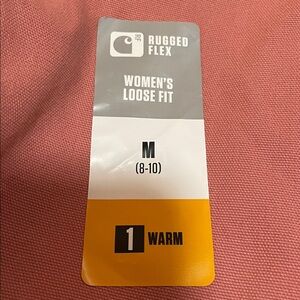 RUGGED
FLEX
WOMEN'S
LOOSE FIT
M
(8-10)
1 WARM